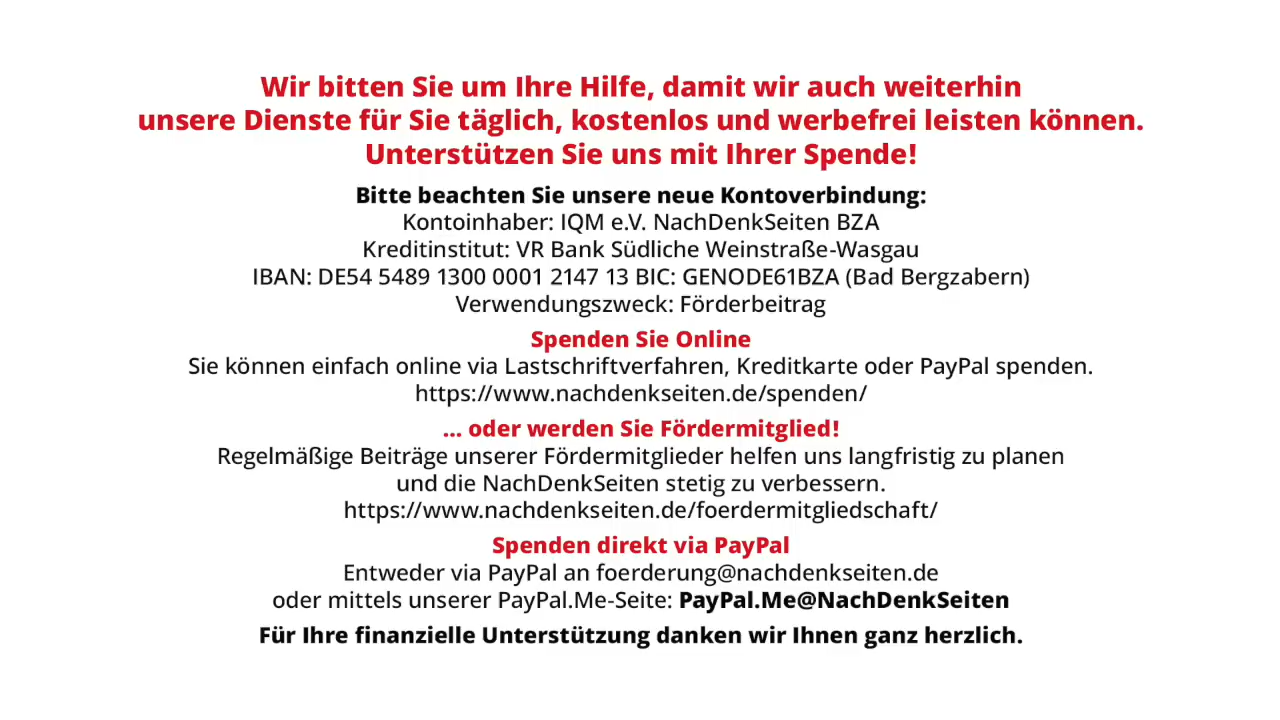 Wir bitten Sie um Ihre Hilfe, damit wir auch weiterhin
unsere Dienste für Sie täglich, kostenlos und werbefrei leisten können.
Unterstützen Sie uns mit Ihrer Spende!
Bitte beachten Sie unsere neue Kontoverbindung:
Kontoinhaber: IQM e.V. NachDenkSeiten BZA
Kreditinstitut: VR Bank Südliche Weinstraße-Wasgau
IBAN: DE54 5489 1300 0001 2147 13 BIC: GENODE61BZA (Bad Bergzabern)
Verwendungszweck: Förderbeitrag
Spenden Sie Online
Sie können einfach online via Lastschriftverfahren, Kreditkarte oder PayPal spenden.
https://www.nachdenkseiten.de/spenden/
... oder werden Sie Fördermitglied!
Regelmäßige Beiträge unserer Fördermitglieder helfen uns langfristig zu planen
und die NachDenkSeiten stetig zu verbessern.
https://www.nachdenkseiten.de/foerdermitgliedschaft/
Spenden direkt via PayPal
Entweder via PayPal an foerderung@nachdenkseiten.de
oder mittels unserer PayPal.Me-Seite: PayPal.Me@NachDenkSeiten
Für Ihre finanzielle Unterstützung danken wir Ihnen ganz herzlich.